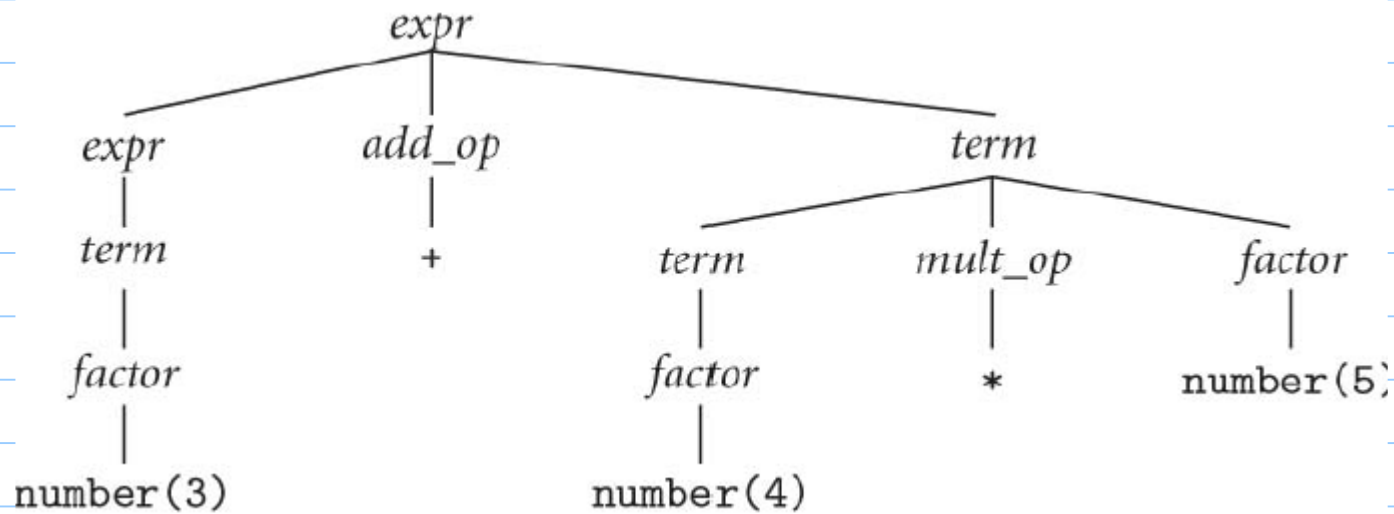 expr
expr add_op term
term + term mult_op factor
factor factor * number(5)
number(3) number(4)